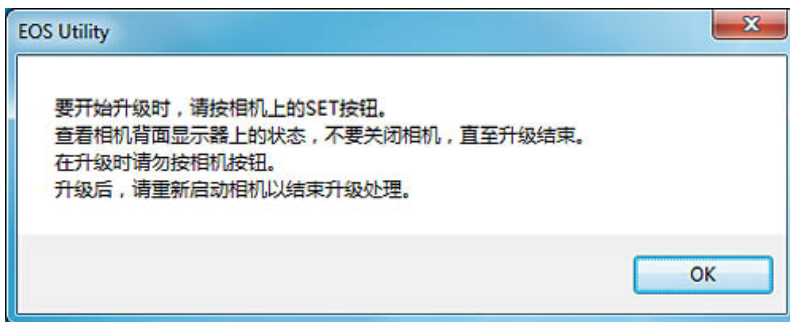 EOS Utility
要开始升级时，请按相机上的SET按钮。
查看相机背面显示器上的状态，不要关闭相机，直至升级结束。
在升级时请勿按相机按钮。
升级后，请重新启动相机以结束升级处理。
OK